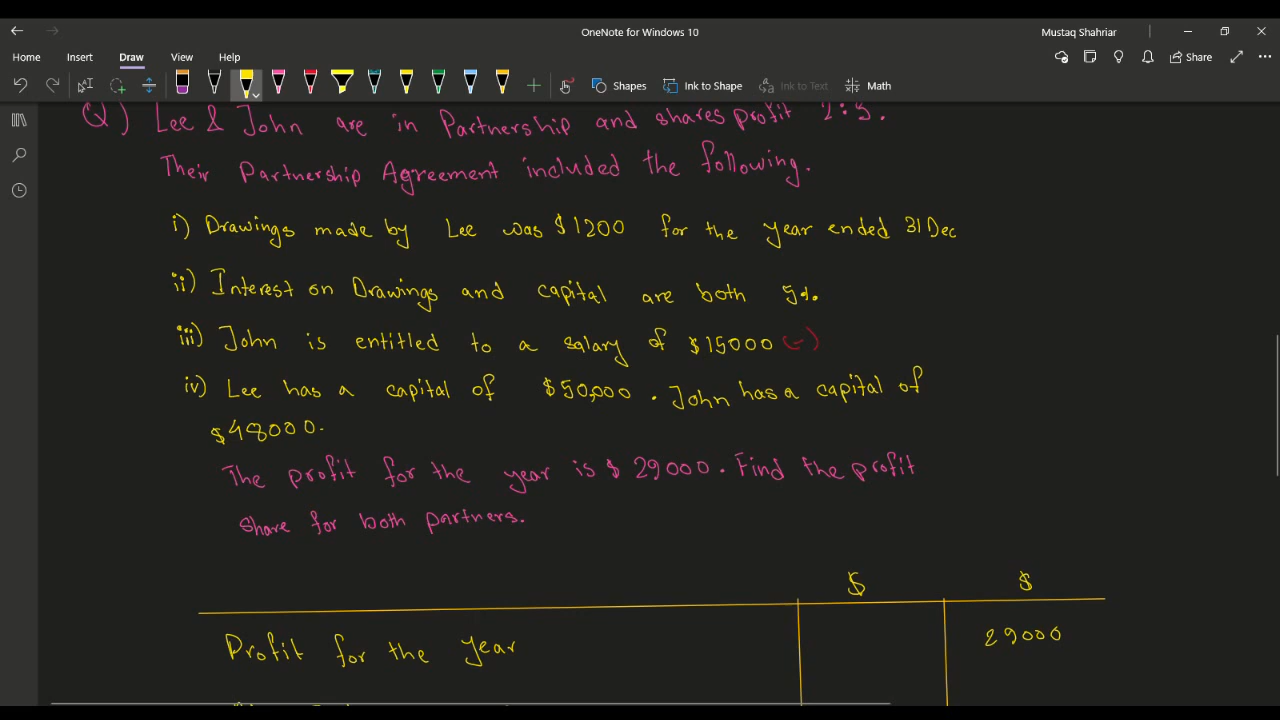 OneNote for Windows 10
Mustaq Shahriar
Home Insert Draw View Help
Share
Shapes Ink to Shape Ink to Text Math
Q) Lee & John are in Partnership and shares profit 2:3.
Their Partnership Agreement included the following.
i) Drawings made by Lee was $1200 for the year ended 31 Dec
ii) Interest on Drawings and capital are both 5%.
iii) John is entitled to a salary of $15000 (-)
iv) Lee has a capital of $50,000. John has a capital of
$48000.
The profit for the year is $29000. Find the profit
share for both partners.
$ $
Profit for the year 29000